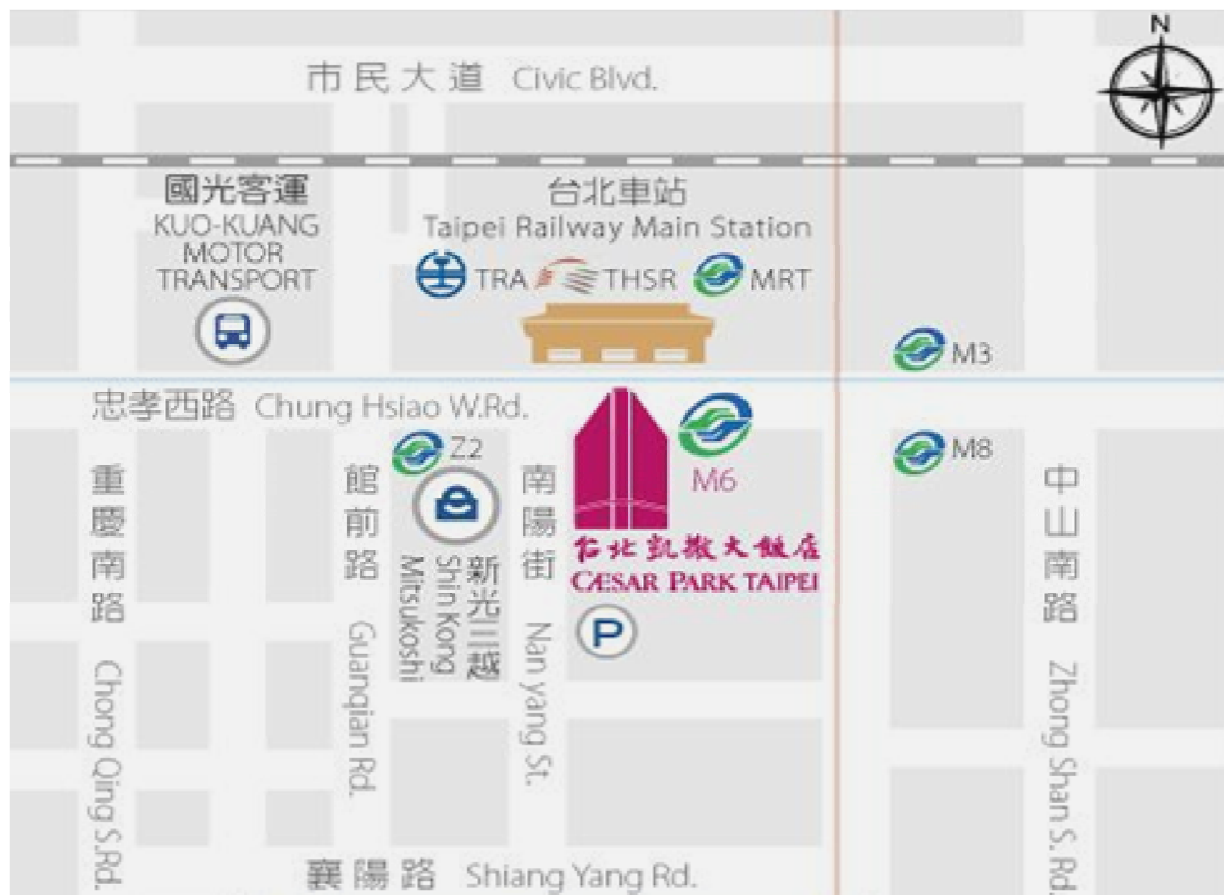 N
市民大道 Civic Blvd.
國光客運
KUO-KUANG
MOTOR
TRANSPORT
台北車站
Taipei Railway Main Station
TRA THSR MRT
M3
忠孝西路 Chung Hsiao W.Rd.
Z2
M6
M8
重慶南路 Chong Qing S.Rd.
館前路 Guanqian Rd.
新光三越
Shin Kong
Mitsukoshi
南陽街 Nan yang St.
台北凱撒大飯店
CÆSAR PARK TAIPEI
P
中山南路 Zhong Shan S. Rd.
襄陽路 Shiang Yang Rd.